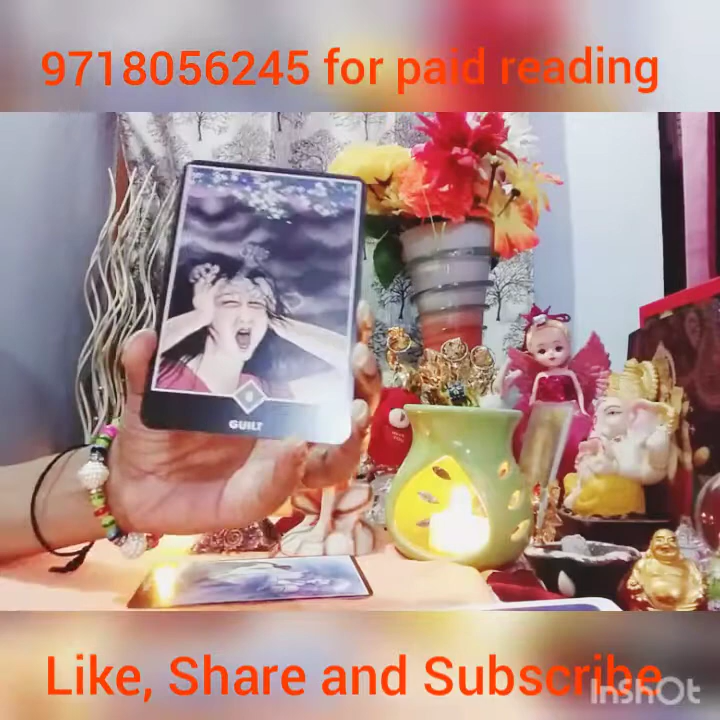 9718056245 for paid reading
GUILT
Like, Share and Subscribe
InShOt